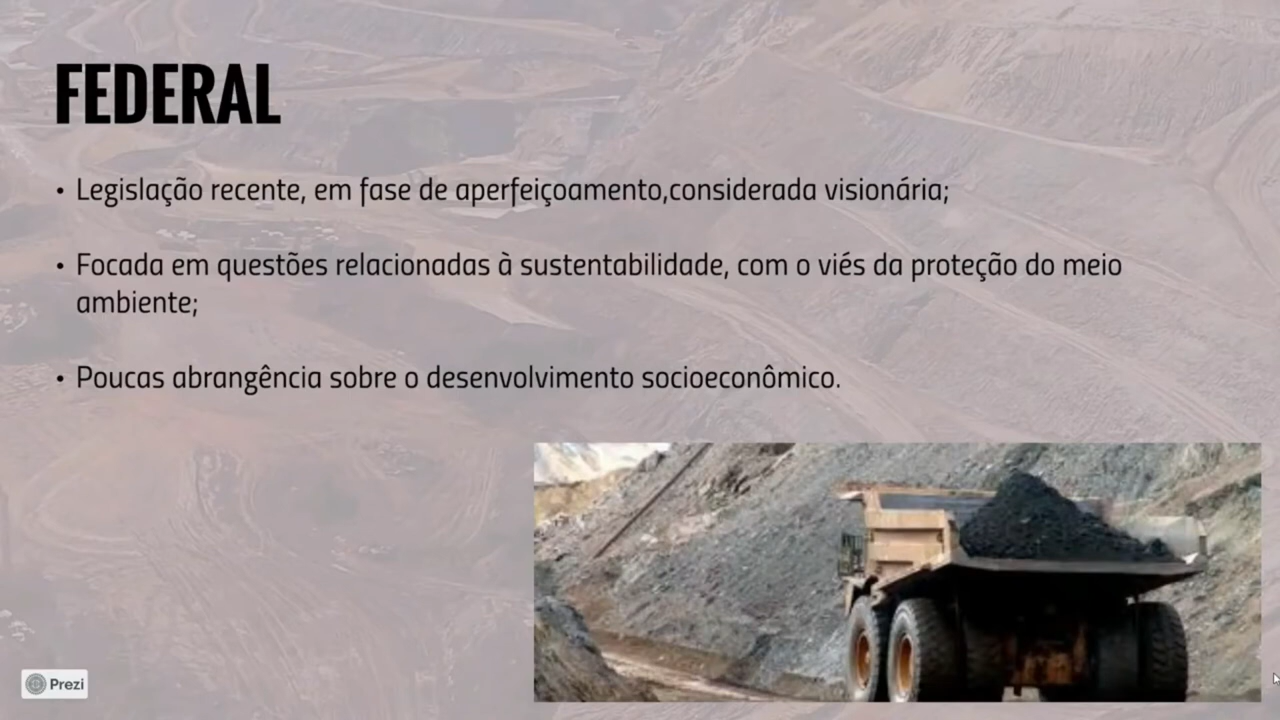 FEDERAL
• Legislação recente, em fase de aperfeiçoamento,considerada visionária;
• Focada em questões relacionadas à sustentabilidade, com o viés da proteção do meio
ambiente;
• Poucas abrangência sobre o desenvolvimento socioeconômico.
Prezi